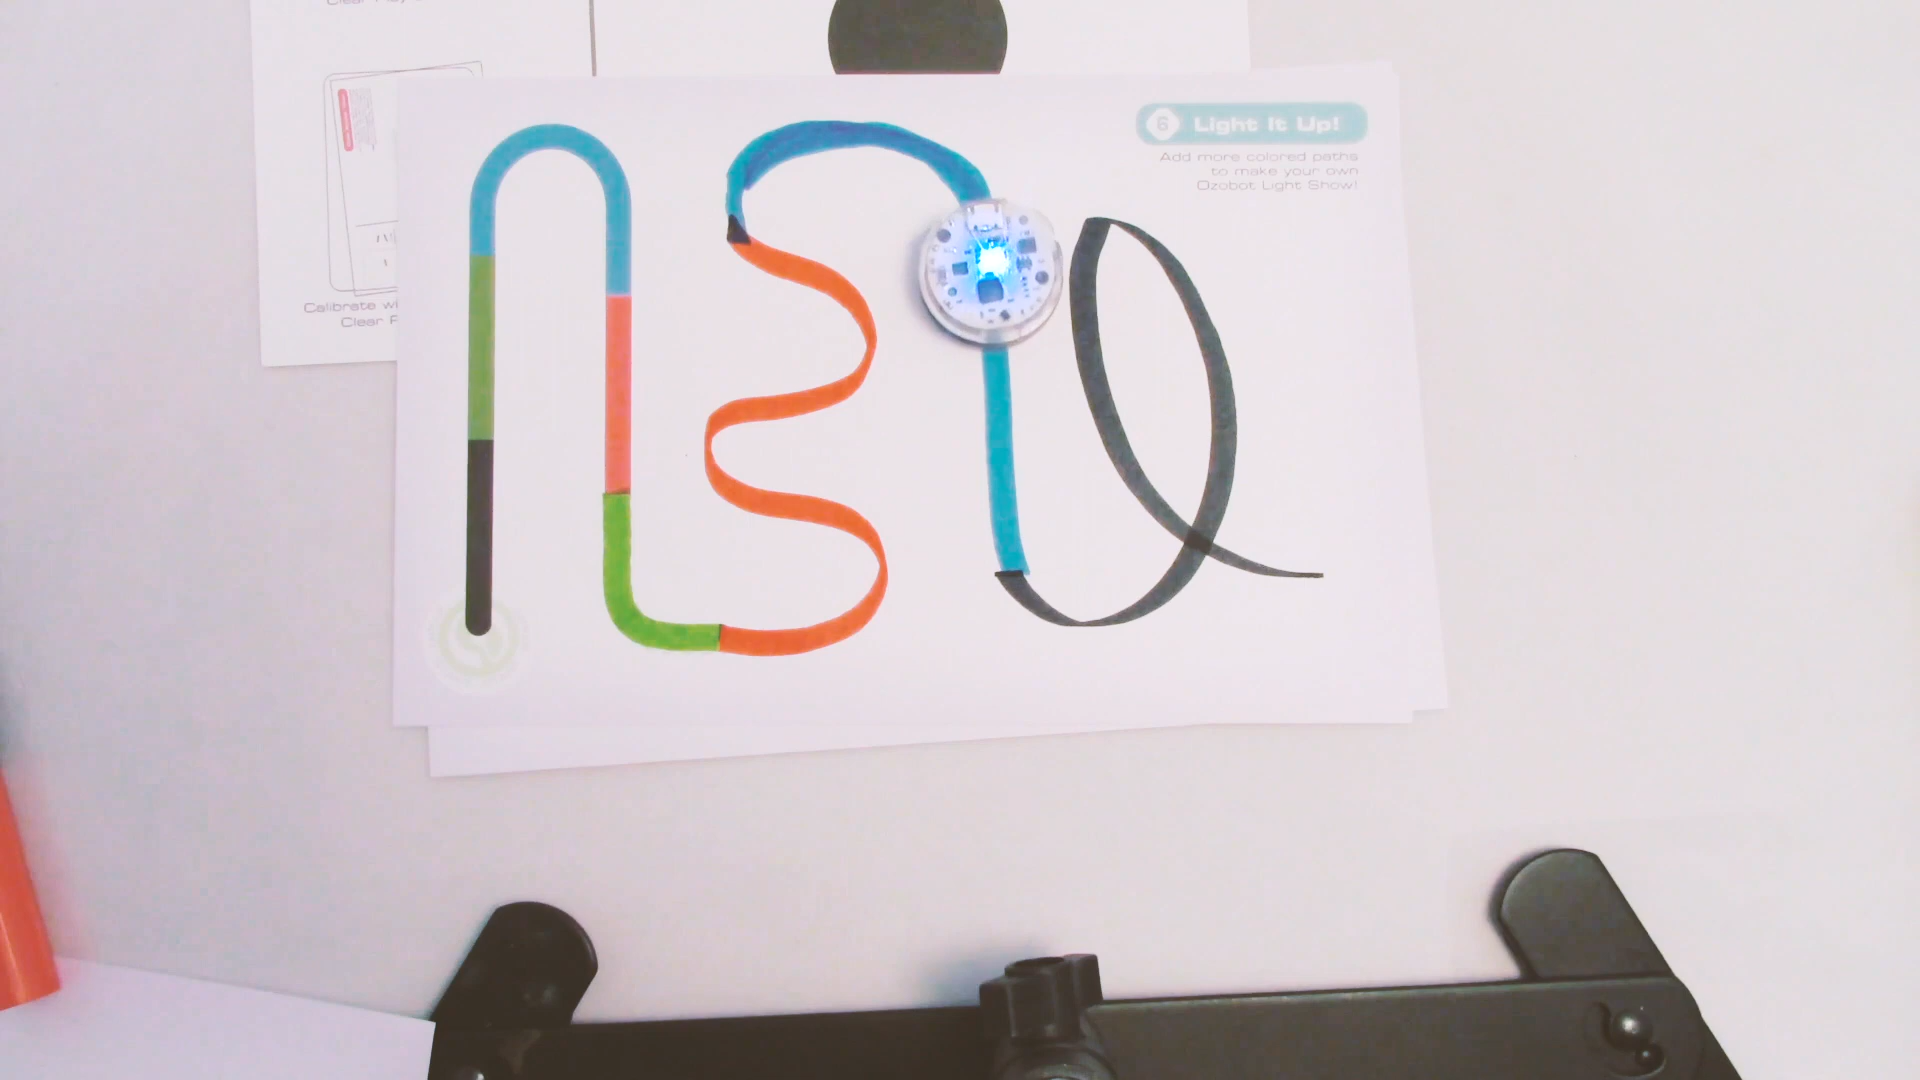 6 Light It Up!
Add more colored paths
to make your own
Ozobot Light Show!
Calibrate
Clear